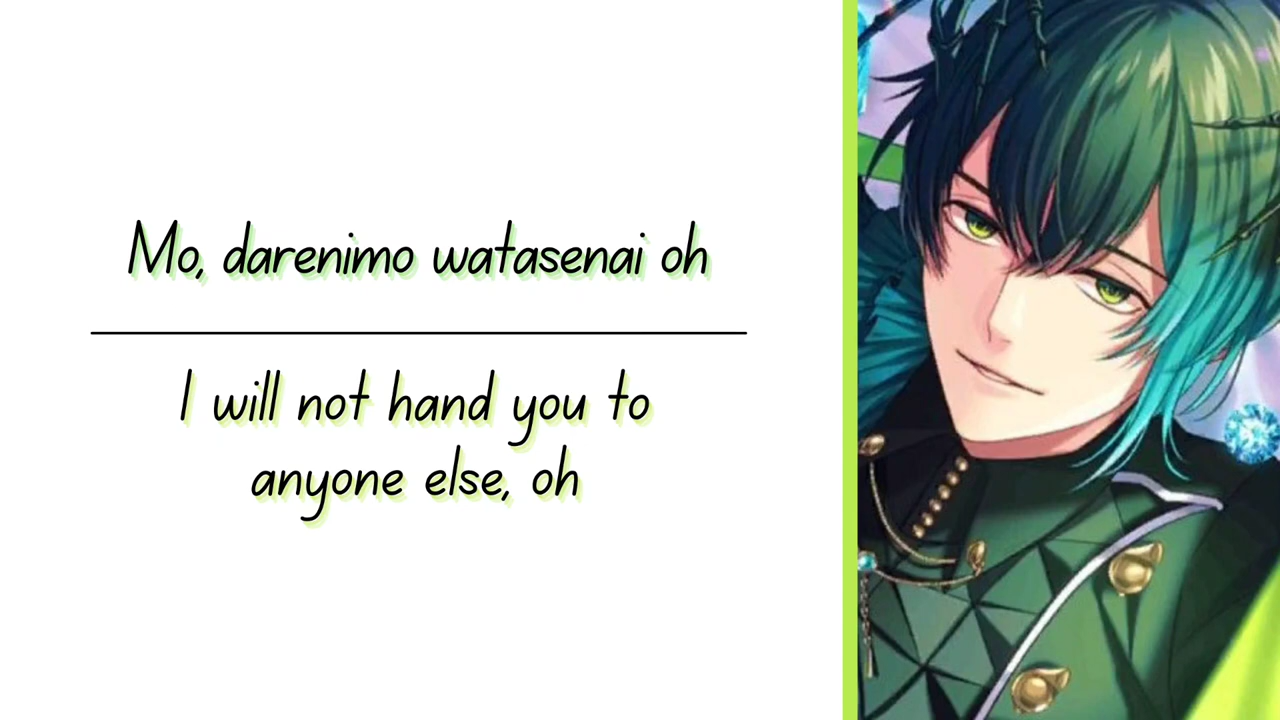 Mo, darenimo watasenai oh
I will not hand you to
anyone else, oh